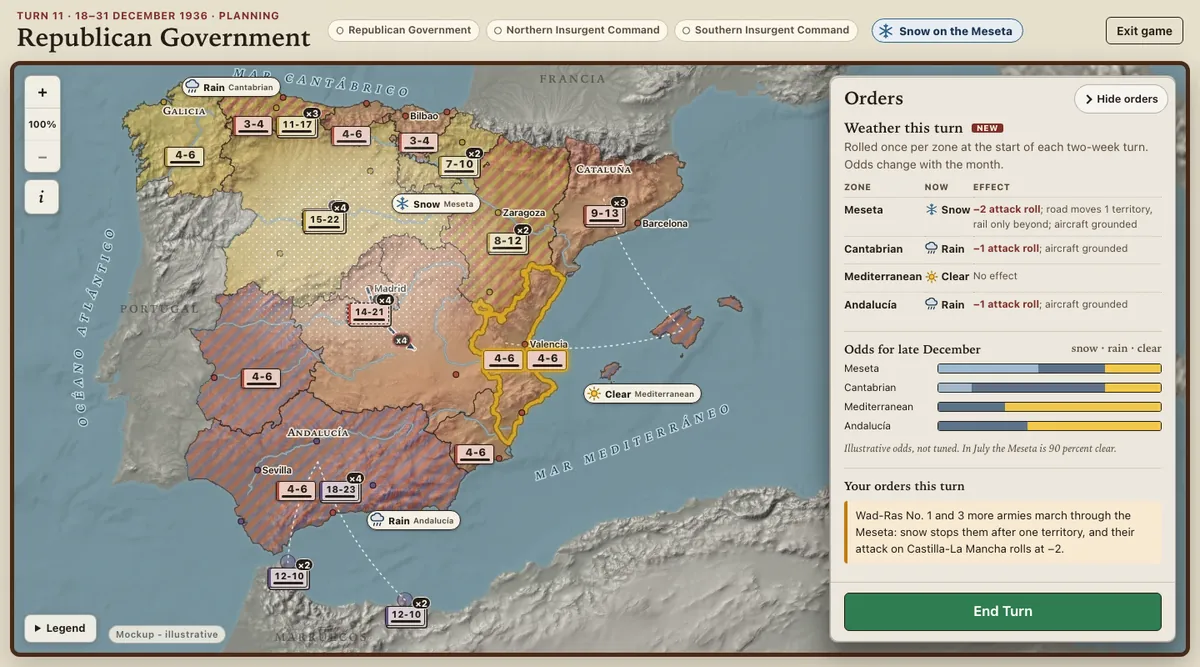 TURN 11 · 18–31 DECEMBER 1936 · PLANNING
Republican Government
Republican Government
Northern Insurgent Command
Southern Insurgent Command
Snow on the Meseta
Exit game
+
100%
−
i
MAR CANTÁBRICO
FRANCIA
Rain Cantabrian
GALICIA
3-4
11-17
x3
4-6
Bilbao
3-4
4-6
7-10
x2
CATALUÑA
Snow Meseta
15-22
x4
Zaragoza
9-13
x3
Barcelona
8-12
x2
OCÉANO ATLÁNTICO
PORTUGAL
Madrid
14-21
x4
x4
Valencia
4-6
4-6
4-6
Clear Mediterranean
MAR MEDITERRÁNEO
ANDALUCÍA
4-6
Sevilla
4-6
18-23
x4
Rain Andalucía
12-10
x2
12-10
x2
MARRUECOS
Legend
Mockup - illustrative
Orders
Hide orders
Weather this turn NEW
Rolled once per zone at the start of each two-week turn.
Odds change with the month.
ZONE NOW EFFECT
Meseta Snow −2 attack roll; road moves 1 territory,
rail only beyond; aircraft grounded
Cantabrian Rain −1 attack roll; aircraft grounded
Mediterranean Clear No effect
Andalucía Rain −1 attack roll; aircraft grounded
Odds for late December snow · rain · clear
Meseta
Cantabrian
Mediterranean
Andalucía
Illustrative odds, not tuned. In July the Meseta is 90 percent clear.
Your orders this turn
Wad-Ras No. 1 and 3 more armies march through the
Meseta: snow stops them after one territory, and their
attack on Castilla-La Mancha rolls at −2.
End Turn